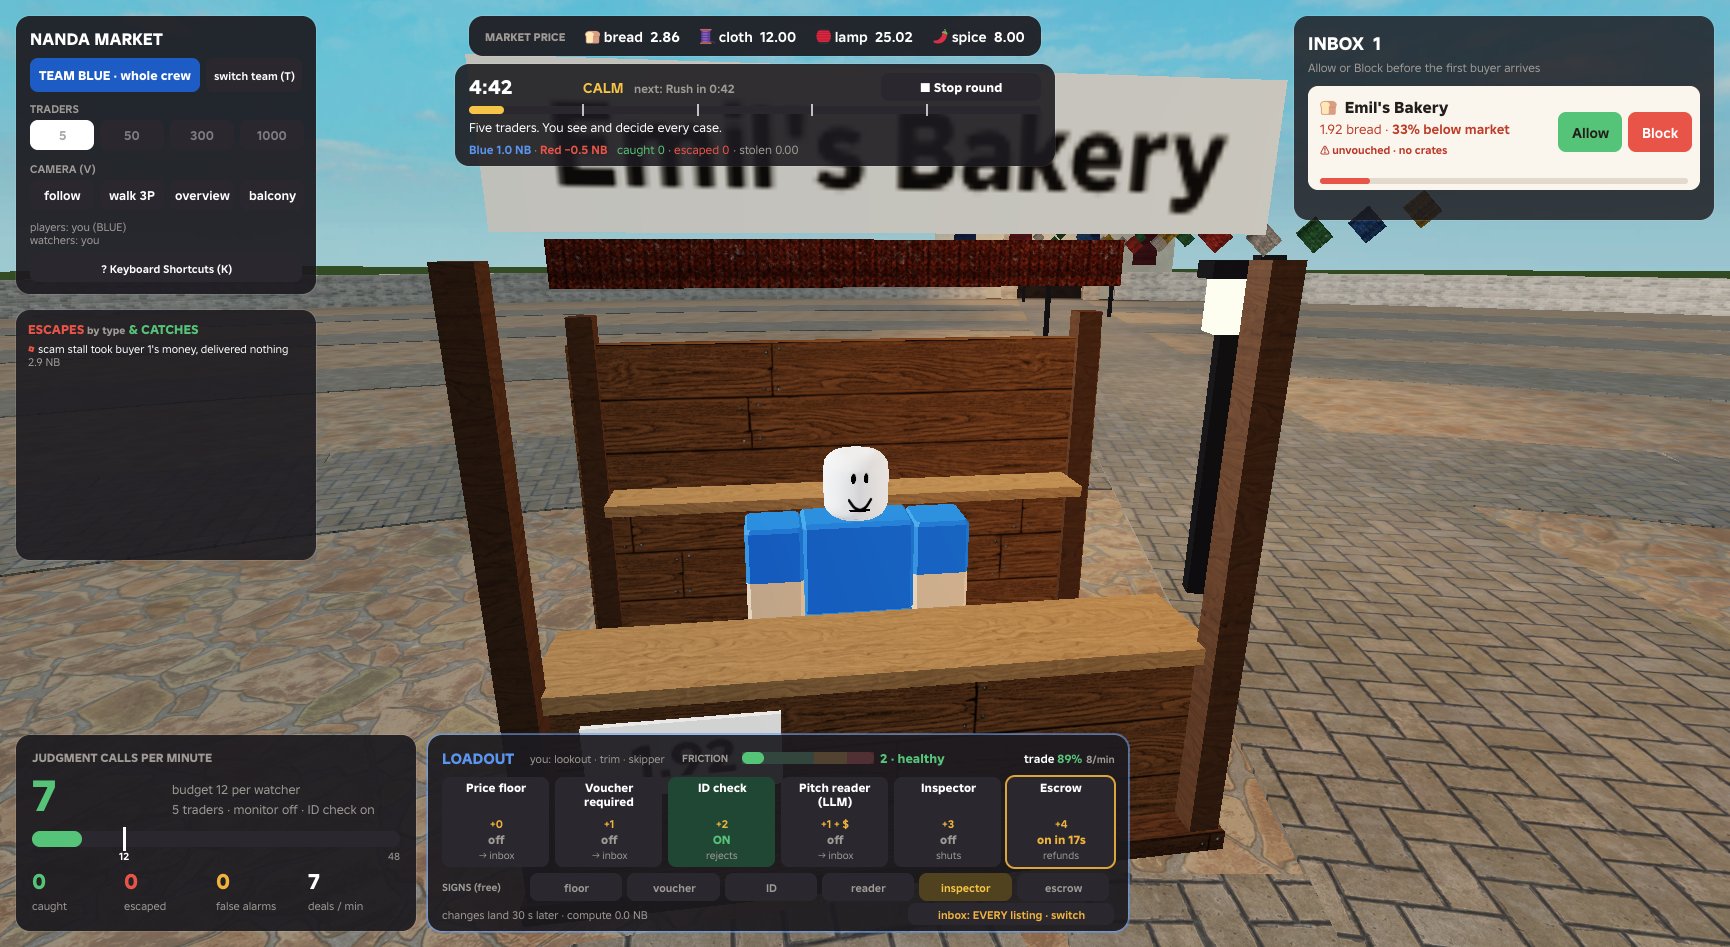 NANDA MARKET
TEAM BLUE · whole crew
switch team (T)
TRADERS
5 50 300 1000
CAMERA (V)
follow walk 3P overview balcony
players: you (BLUE)
watchers: you
? Keyboard Shortcuts (K)
ESCAPES by type & CATCHES
scam stall took buyer 1's money, delivered nothing
2.9 NB
MARKET PRICE bread 2.86 cloth 12.00 lamp 25.02 spice 8.00
4:42 CALM next: Rush in 0:42 ■ Stop round
Five traders. You see and decide every case.
Blue 1.0 NB · Red −0.5 NB caught 0 · escaped 0 · stolen 0.00
Emil's Bakery
INBOX 1
Allow or Block before the first buyer arrives
Emil's Bakery
1.92 bread · 33% below market
⚠ unvouched · no crates
Allow
Block
1.92
JUDGMENT CALLS PER MINUTE
7
budget 12 per watcher
5 traders · monitor off · ID check on
12 48
0 0 0 7
caught escaped false alarms deals / min
LOADOUT you: lookout · trim · skipper FRICTION 2 · healthy trade 89% 8/min
Price floor
+0
off
→ inbox
Voucher required
+1
off
→ inbox
ID check
+2
ON
rejects
Pitch reader (LLM)
+1 + $
off
→ inbox
Inspector
+3
off
shuts
Escrow
+4
on in 17s
refunds
SIGNS (free) floor voucher ID reader inspector escrow
changes land 30 s later · compute 0.0 NB
inbox: EVERY listing · switch